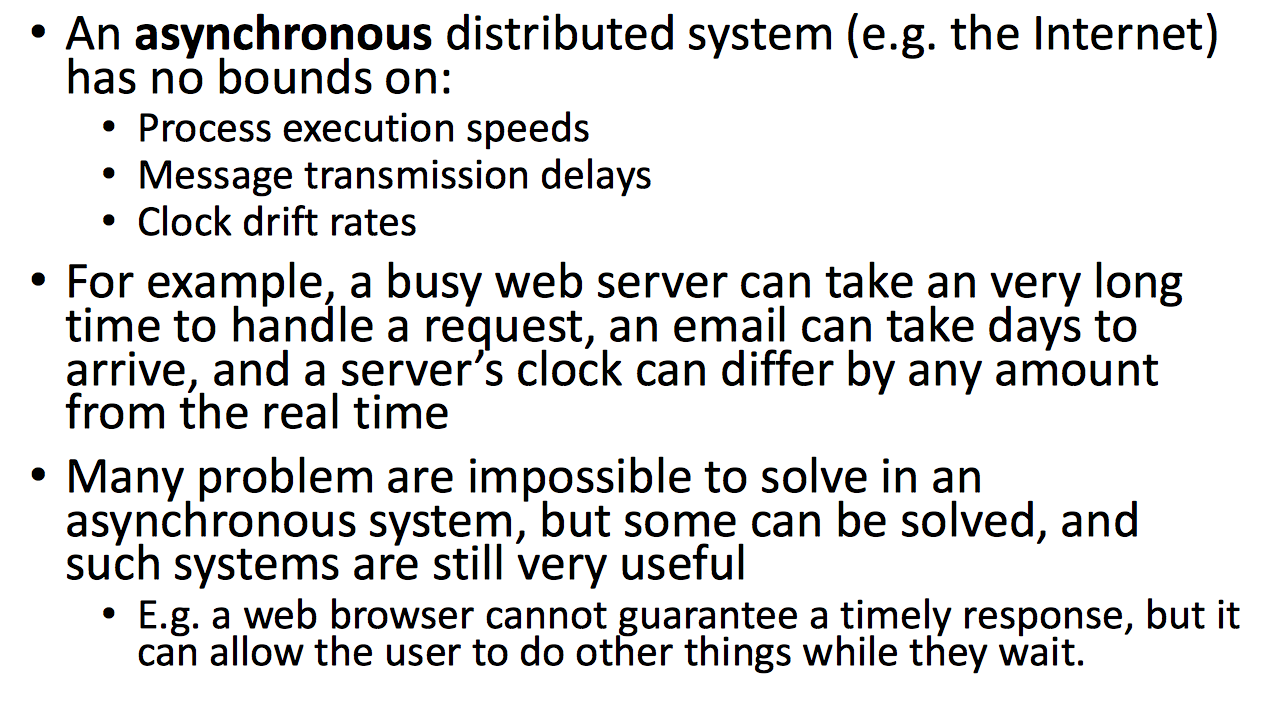 • An asynchronous distributed system (e.g. the Internet)
has no bounds on:
• Process execution speeds
• Message transmission delays
• Clock drift rates
• For example, a busy web server can take an very long
time to handle a request, an email can take days to
arrive, and a server’s clock can differ by any amount
from the real time
• Many problem are impossible to solve in an
asynchronous system, but some can be solved, and
such systems are still very useful
• E.g. a web browser cannot guarantee a timely response, but it
can allow the user to do other things while they wait.